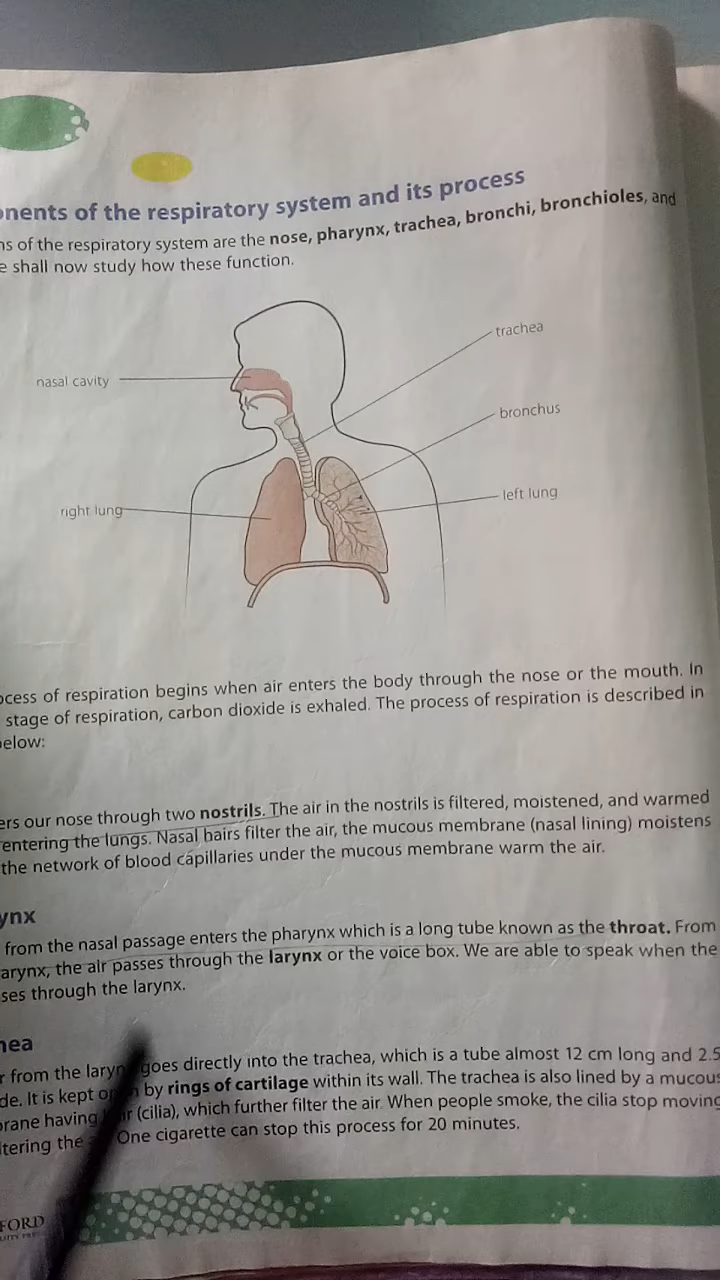 nents of the respiratory system and its process
ns of the respiratory system are the nose, pharynx, trachea, bronchi, bronchioles, and
e shall now study how these function.
trachea
nasal cavity
bronchus
left lung
right lung
ocess of respiration begins when air enters the body through the nose or the mouth. In
stage of respiration, carbon dioxide is exhaled. The process of respiration is described in
elow:
ers our nose through two nostrils. The air in the nostrils is filtered, moistened, and warmed
entering the lungs. Nasal hairs filter the air, the mucous membrane (nasal lining) moistens
the network of blood capillaries under the mucous membrane warm the air.
ynx
from the nasal passage enters the pharynx which is a long tube known as the throat. From
arynx, the air passes through the larynx or the voice box. We are able to speak when the
ses through the larynx.
hea
r from the laryn goes directly into the trachea, which is a tube almost 12 cm long and 2.5
de. It is kept op by rings of cartilage within its wall. The trachea is also lined by a mucous
brane having (cilia), which further filter the air. When people smoke, the cilia stop moving
ltering the One cigarette can stop this process for 20 minutes.
FORD